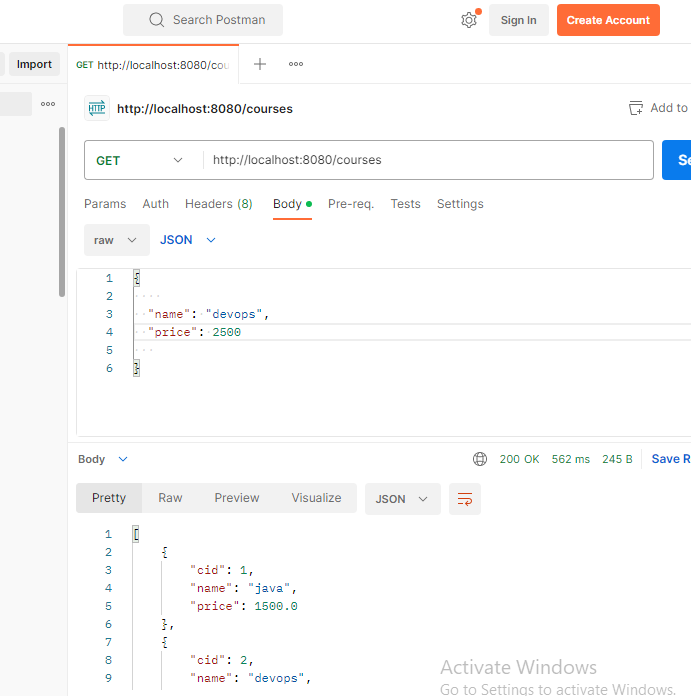 Search Postman
Sign In
Create Account
Import
GET http://localhost:8080/cou
HTTP http://localhost:8080/courses
Add to
GET http://localhost:8080/courses
Se
Params Auth Headers (8) Body Pre-req. Tests Settings
raw JSON
1 {
2
3 "name": "devops",
4 "price": 2500
5
6 }
Body 200 OK 562 ms 245 B Save R
Pretty Raw Preview Visualize JSON
1 [
2 {
3 "cid": 1,
4 "name": "java",
5 "price": 1500.0
6 },
7 {
8 "cid": 2,
9 "name": "devops",
Activate Windows
Go to Settings to activate Windows.